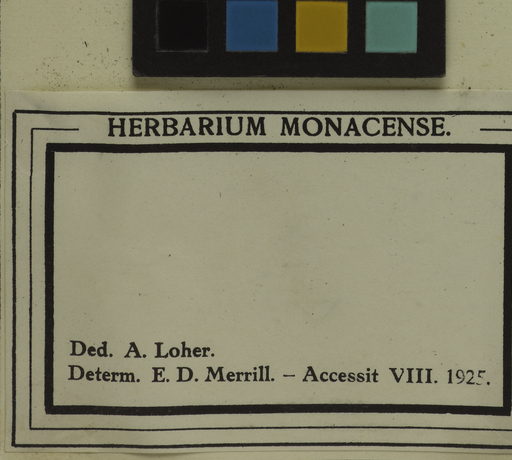 HERBARIUM MONACENSE.
Ded. A. Loher.
Determ. E. D. Merrill. – Accessit VIII. 1925.